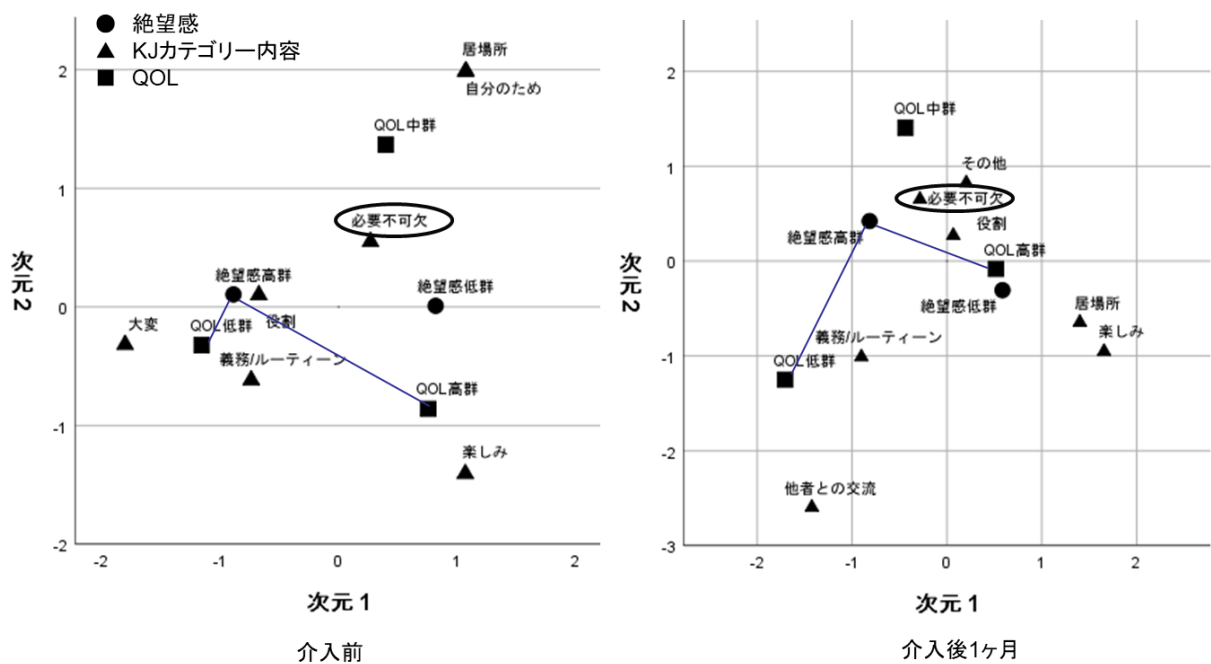 絶望感
KJカテゴリー内容
QOL
2
1
0
-1
-2
次元2
居場所
自分のため
QOL中群
必要不可欠
絶望感高群
絶望感低群
大変
QOL低群
役割
義務/ルーティーン
QOL高群
楽しみ
-2
-1
0
1
2
次元1
介入前
2
1
0
-1
-2
-3
次元2
QOL中群
その他
必要不可欠
役割
絶望感高群
QOL高群
絶望感低群
居場所
楽しみ
義務/ルーティーン
QOL低群
他者との交流
-2
-1
0
1
2
次元1
介入後1ヶ月